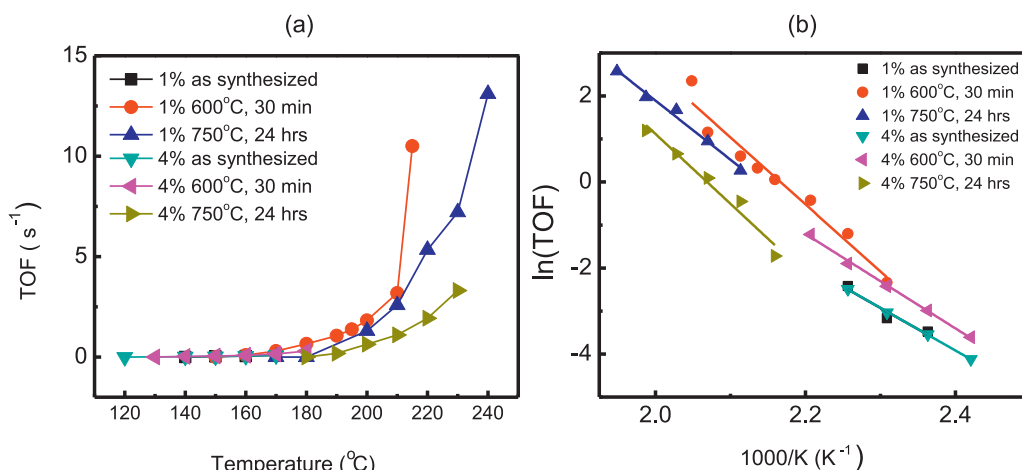 (a)
15
10
5
0
TOF ( s⁻¹)
1% as synthesized
1% 600°C, 30 min
1% 750°C, 24 hrs
4% as synthesized
4% 600°C, 30 min
4% 750°C, 24 hrs
120 140 160 180 200 220 240
Temperature (°C)
(b)
2
0
-2
-4
ln(TOF)
1% as synthesized
1% 600°C, 30 min
1% 750°C, 24 hrs
4% as synthesized
4% 600°C, 30 min
4% 750°C, 24 hrs
2.0 2.2 2.4
1000/K (K⁻¹)